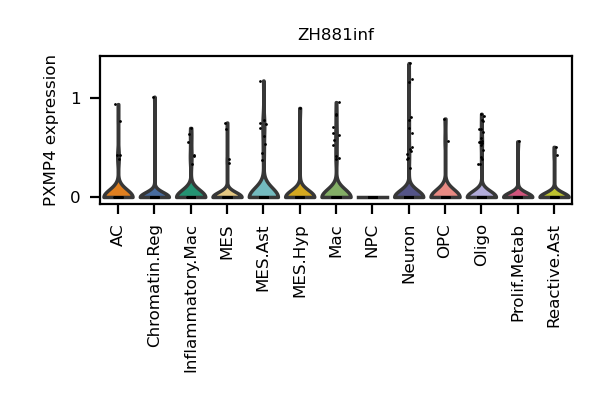 ZH881inf
PXMP4 expression
1
0
AC
Chromatin.Reg
Inflammatory.Mac
MES
MES.Ast
MES.Hyp
Mac
NPC
Neuron
OPC
Oligo
Prolif.Metab
Reactive.Ast